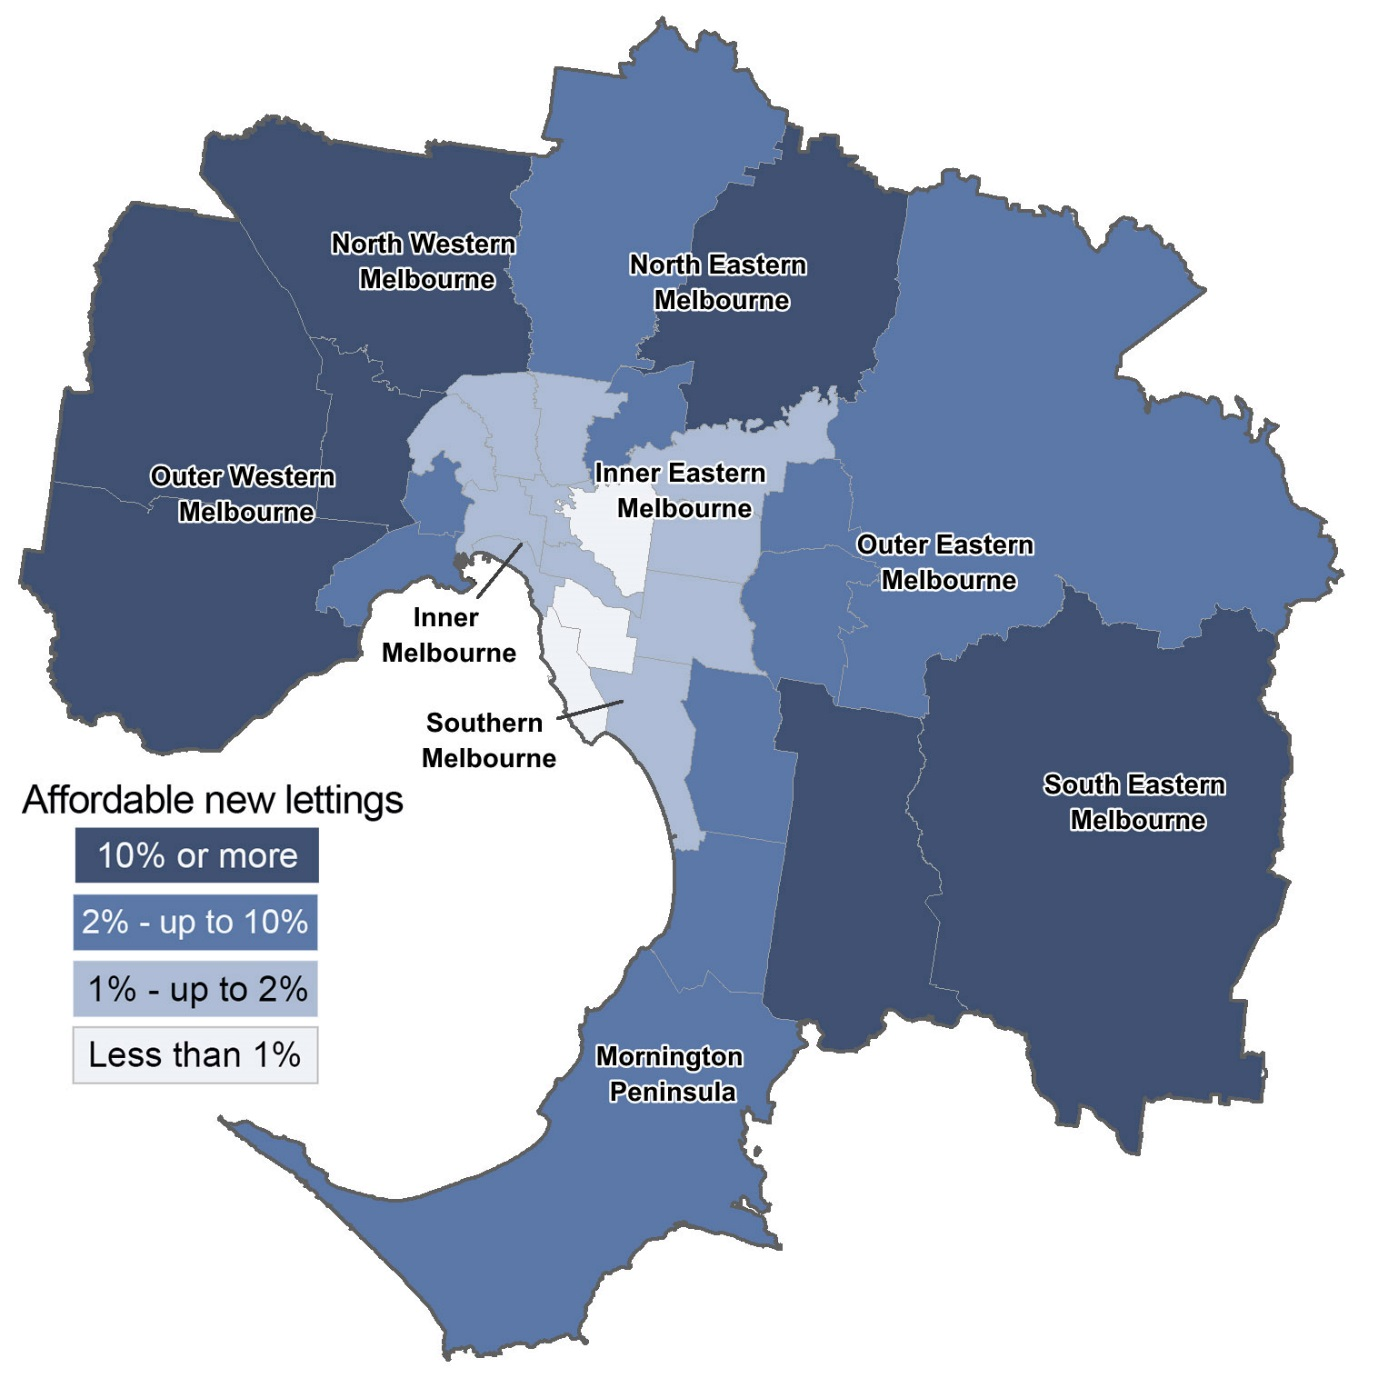 North Western
Melbourne
North Eastern
Melbourne
Outer Western
Melbourne
Inner Eastern
Melbourne
Outer Eastern
Melbourne
Inner
Melbourne
Southern
Melbourne
South Eastern
Melbourne
Affordable new lettings
10% or more
2% - up to 10%
1% - up to 2%
Less than 1%
Mornington
Peninsula